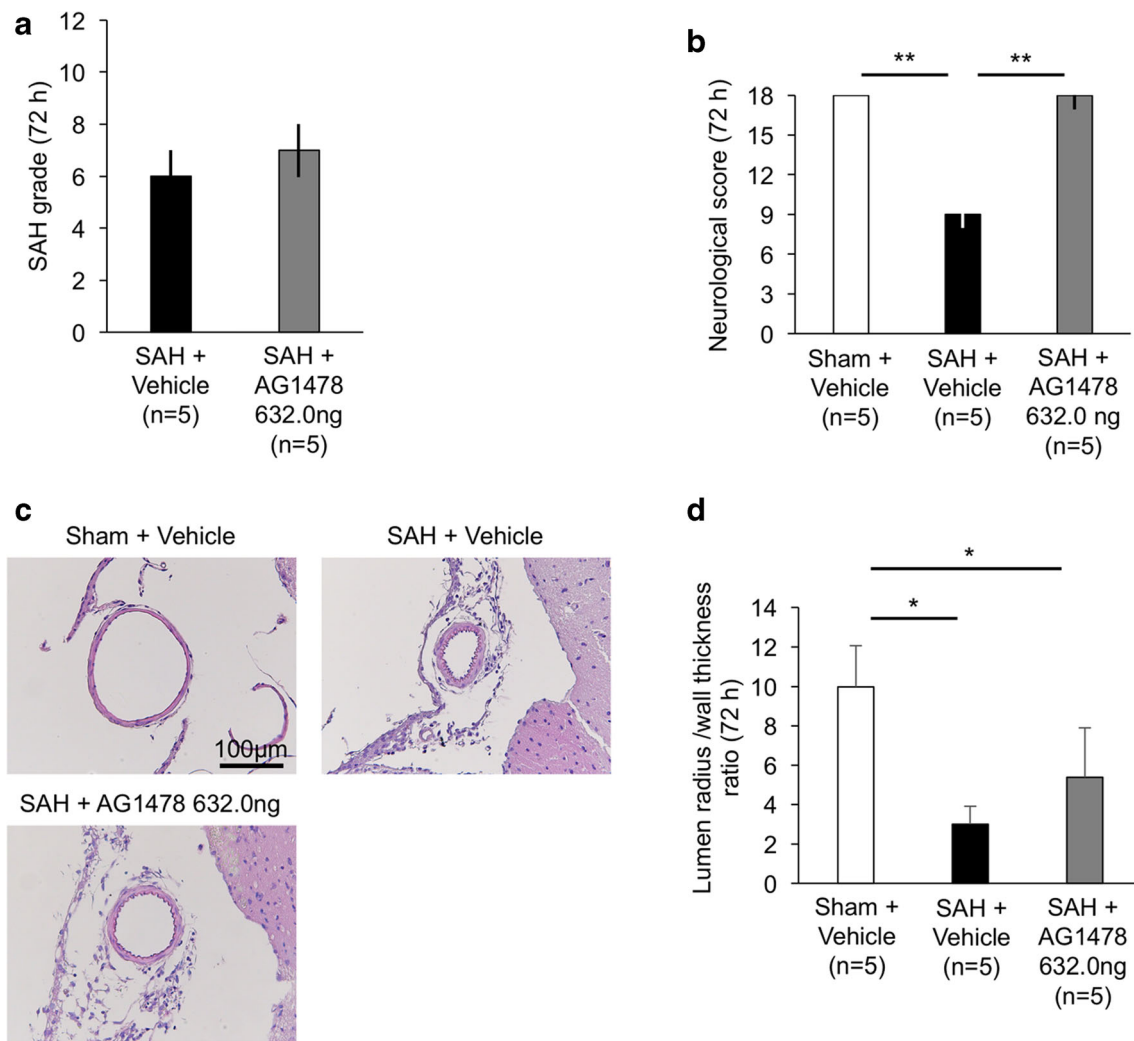 a
SAH grade (72 h)
12
10
8
6
4
2
0
SAH +
Vehicle
(n=5)
SAH +
AG1478
632.0ng
(n=5)
b
Neurological score (72 h)
18
15
12
9
6
3
0
**
**
Sham +
Vehicle
(n=5)
SAH +
Vehicle
(n=5)
SAH +
AG1478
632.0 ng
(n=5)
c
Sham + Vehicle
100μm
SAH + Vehicle
SAH + AG1478 632.0ng
d
Lumen radius /wall thickness
ratio (72 h)
14
12
10
8
6
4
2
0
*
*
Sham +
Vehicle
(n=5)
SAH +
Vehicle
(n=5)
SAH +
AG1478
632.0ng
(n=5)